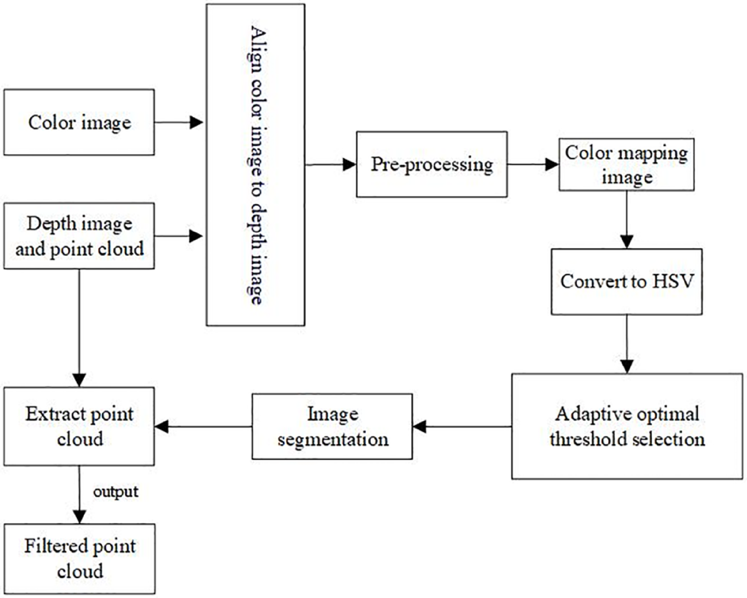 Color image
Depth image
and point cloud
Align color image to depth image
Pre-processing
Color mapping
image
Convert to HSV
Adaptive optimal
threshold selection
Image
segmentation
Extract point
cloud
output
Filtered point
cloud